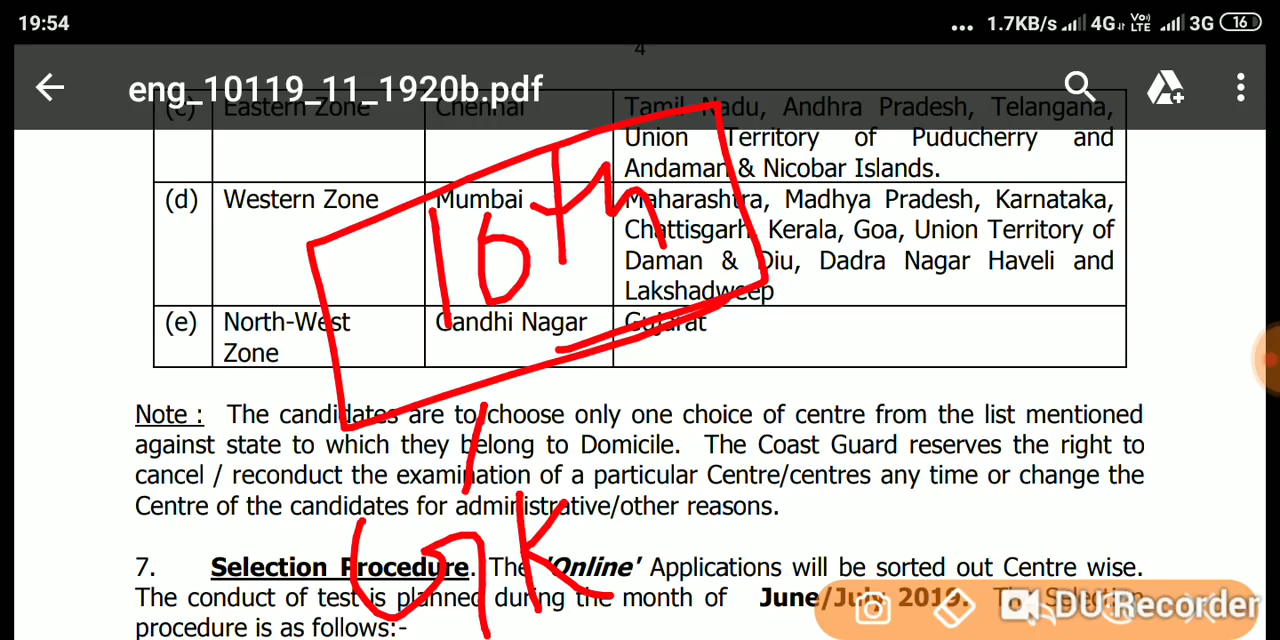 19:54 ... 1.7KB/s 4G Vo) LTE 3G 16
4
eng_10119_11_1920b.pdf
(c) Eastern Zone Chennai Tamil Nadu, Andhra Pradesh, Telangana,
Union Territory of Puducherry and
Andaman & Nicobar Islands.
(d) Western Zone Mumbai Maharashtra, Madhya Pradesh, Karnataka,
Chattisgarh, Kerala, Goa, Union Territory of
Daman & Diu, Dadra Nagar Haveli and
Lakshadweep
10th
(e) North-West Gandhi Nagar Gujarat
Zone
Note : The candidates are to choose only one choice of centre from the list mentioned
against state to which they belong to Domicile. The Coast Guard reserves the right to
cancel / reconduct the examination of a particular Centre/centres any time or change the
Centre of the candidates for administrative/other reasons.
GK
7. Selection Procedure. The 'Online' Applications will be sorted out Centre wise.
The conduct of test is planned during the month of June/July 2019. The Selection
procedure is as follows:-
DU Recorder